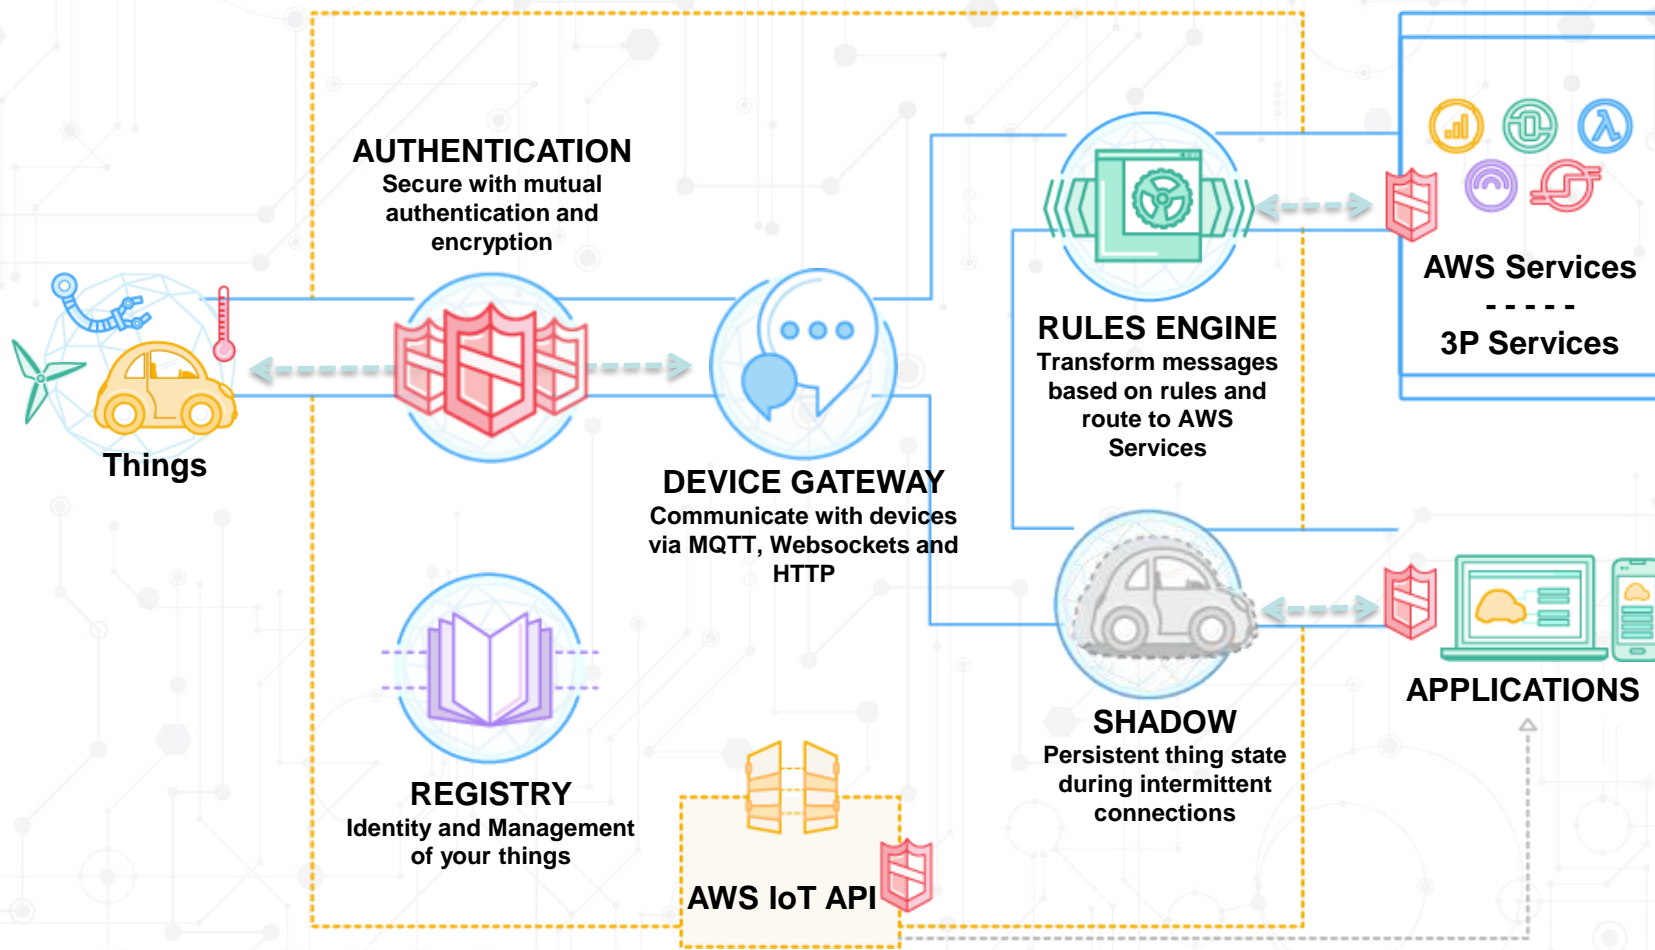 AUTHENTICATION
Secure with mutual
authentication and
encryption
Things
DEVICE GATEWAY
Communicate with devices
via MQTT, Websockets and
HTTP
REGISTRY
Identity and Management
of your things
AWS IoT API
RULES ENGINE
Transform messages
based on rules and
route to AWS
Services
SHADOW
Persistent thing state
during intermittent
connections
AWS Services
- - - - -
3P Services
APPLICATIONS